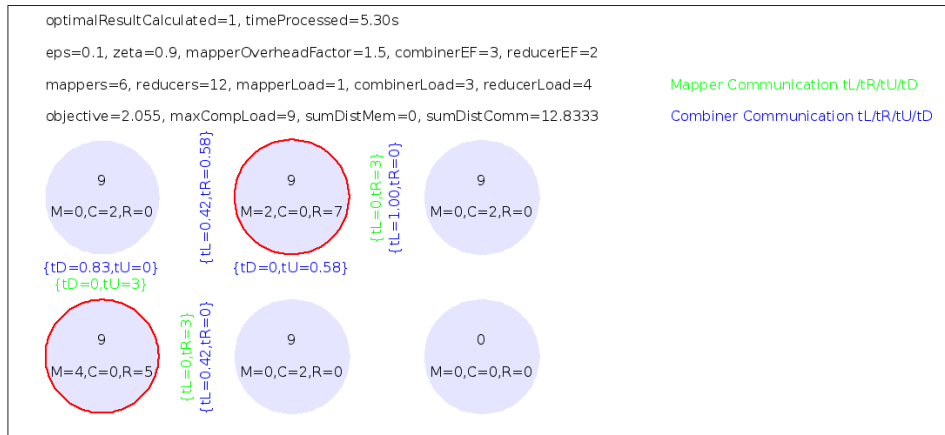 optimalResultCalculated=1, timeProcessed=5.30s
eps=0.1, zeta=0.9, mapperOverheadFactor=1.5, combinerEF=3, reducerEF=2
mappers=6, reducers=12, mapperLoad=1, combinerLoad=3, reducerLoad=4
Mapper Communication tL/tR/tU/tD
objective=2.055, maxCompLoad=9, sumDistMem=0, sumDistComm=12.8333
Combiner Communication tL/tR/tU/tD
9
M=0,C=2,R=0
{tL=0.42,tR=0.58}
9
M=2,C=0,R=7
{tL=0,tR=3}
{tL=1.00,tR=0}
9
M=0,C=2,R=0
{tD=0.83,tU=0}
{tD=0,tU=3}
{tD=0,tU=0.58}
9
M=4,C=0,R=5
{tL=0,tR=3}
{tL=0.42,tR=0}
9
M=0,C=2,R=0
0
M=0,C=0,R=0